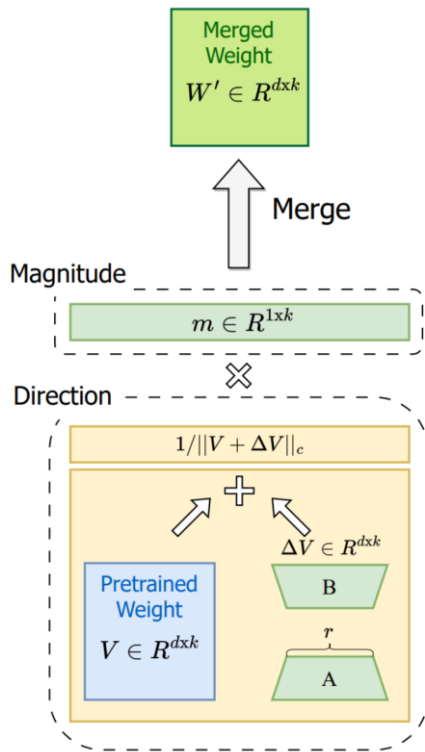 Merged
Weight
W′ ∈ R^{dxk}
Merge
Magnitude
m ∈ R^{1xk}
Direction
1/||V + ΔV||_c
ΔV ∈ R^{dxk}
Pretrained
Weight
V ∈ R^{dxk}
B
r
A